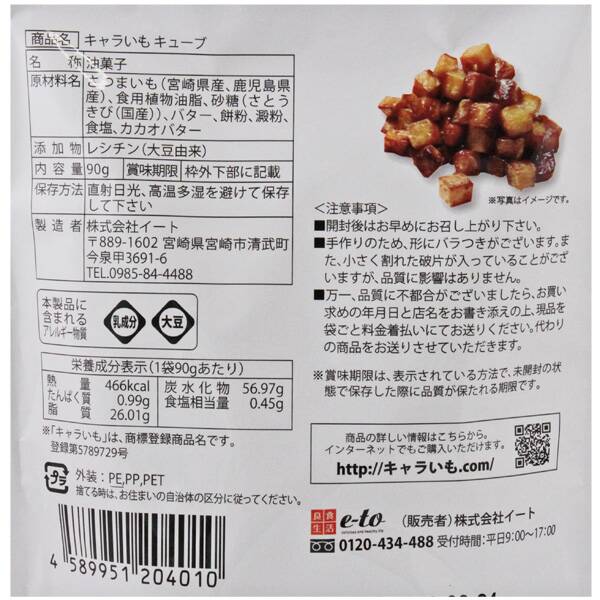 商品名 キャラいも キューブ
名称 油菓子
原材料名 さつまいも(宮崎県産、鹿児島県
産)、食用植物油脂、砂糖(さとう
きび(国産))、バター、餅粉、澱粉、
食塩、カカオバター
添加物 レシチン(大豆由来)
内容量 90g 賞味期限 枠外下部に記載
保存方法 直射日光、高温多湿を避けて保存
して下さい
製造者 株式会社イート
〒889-1602 宮崎県宮崎市清武町
今泉甲3691-6
TEL.0985-84-4488
本製品に
含まれる
アレルギー物質
乳成分 大豆
栄養成分表示(1袋90gあたり)
熱量 466kcal 炭水化物 56.97g
たんぱく質 0.99g 食塩相当量 0.45g
脂質 26.01g
※「キャラいも」は、商標登録商品名です。
登録第5789729号
プラ 外装:PE,PP,PET
捨てる時は、お住まいの自治体の区分に従ってください。
4 589951 204010
※写真はイメージです。
<注意事項>
■開封後はお早めにお召し上がり下さい。
■手作りのため、形にバラつきがございます。ま
た、小さく割れた破片が入っていることがござ
いますが、品質に影響はありません。
■万一、品質に不都合がございましたら、お買い
求めの年月日と店名をお書き添えの上、現品を
袋ごと料金着払いにてお送りください。代わり
の商品をお送りさせていただきます。
※賞味期限は、表示されている方法で、未開封の状
態で保存した際に品質が保たれる期限です。
商品の詳しい情報はこちらから。
インターネットでもご購入いただけます。
http://キャラいも.com/
良食生活 e-to (販売者)株式会社イート
0120-434-488 受付時間:平日9:00〜17:00